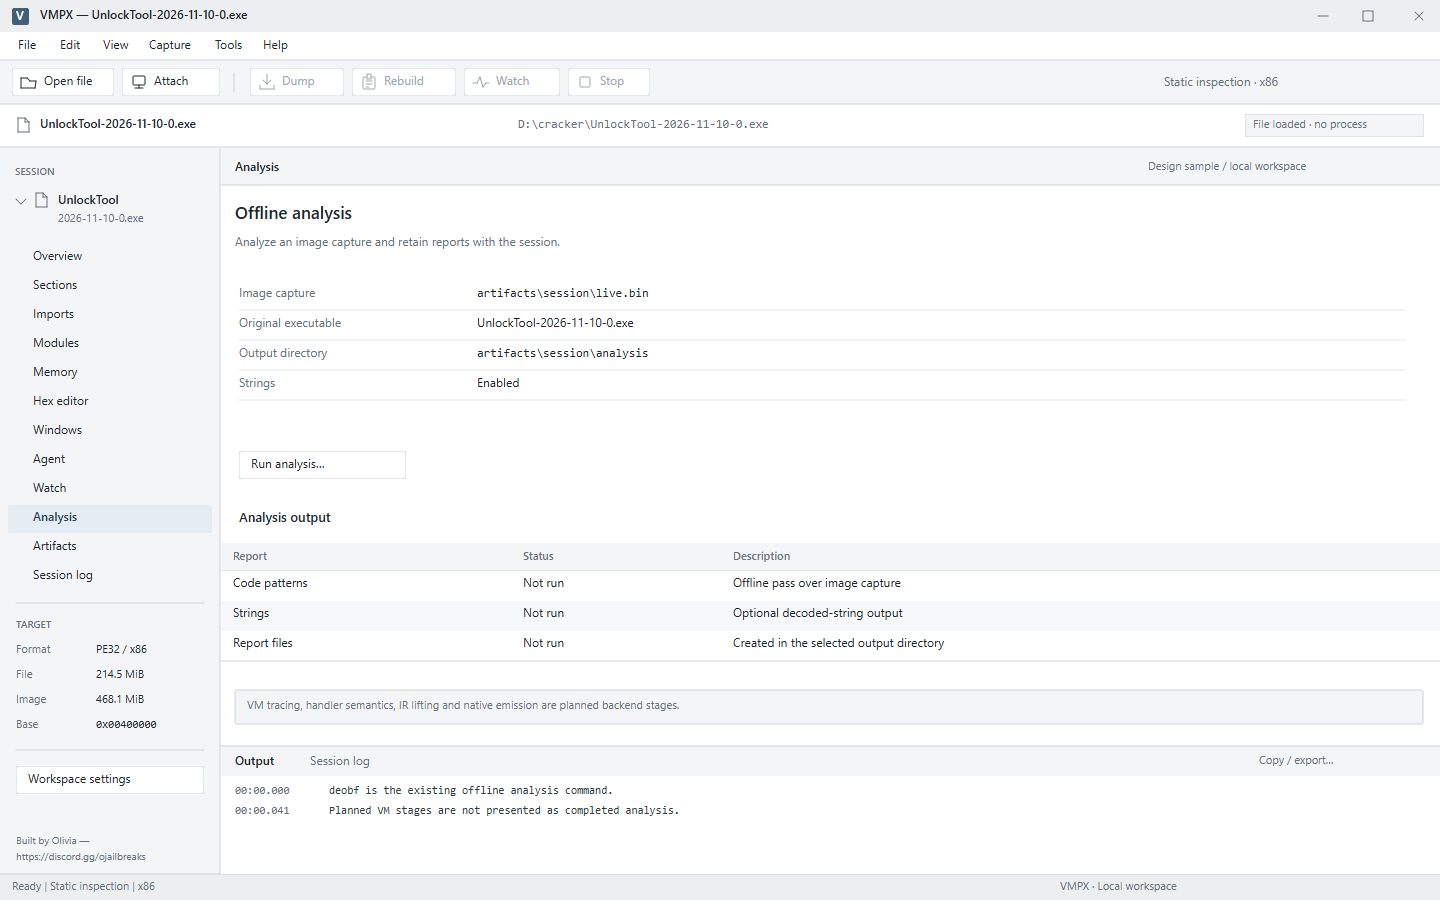 V VMPX — UnlockTool-2026-11-10-0.exe
File Edit View Capture Tools Help
Open file Attach Dump Rebuild Watch Stop Static inspection · x86
UnlockTool-2026-11-10-0.exe D:\cracker\UnlockTool-2026-11-10-0.exe File loaded · no process
SESSION
UnlockTool
2026-11-10-0.exe
Overview
Sections
Imports
Modules
Memory
Hex editor
Windows
Agent
Watch
Analysis
Artifacts
Session log
TARGET
Format PE32 / x86
File 214.5 MiB
Image 468.1 MiB
Base 0x00400000
Workspace settings
Built by Olivia —
https://discord.gg/ojailbreaks
Analysis Design sample / local workspace
Offline analysis
Analyze an image capture and retain reports with the session.
Image capture artifacts\session\live.bin
Original executable UnlockTool-2026-11-10-0.exe
Output directory artifacts\session\analysis
Strings Enabled
Run analysis...
Analysis output
Report Status Description
Code patterns Not run Offline pass over image capture
Strings Not run Optional decoded-string output
Report files Not run Created in the selected output directory
VM tracing, handler semantics, IR lifting and native emission are planned backend stages.
Output Session log Copy / export...
00:00.000 deobf is the existing offline analysis command.
00:00.041 Planned VM stages are not presented as completed analysis.
Ready | Static inspection | x86 VMPX · Local workspace